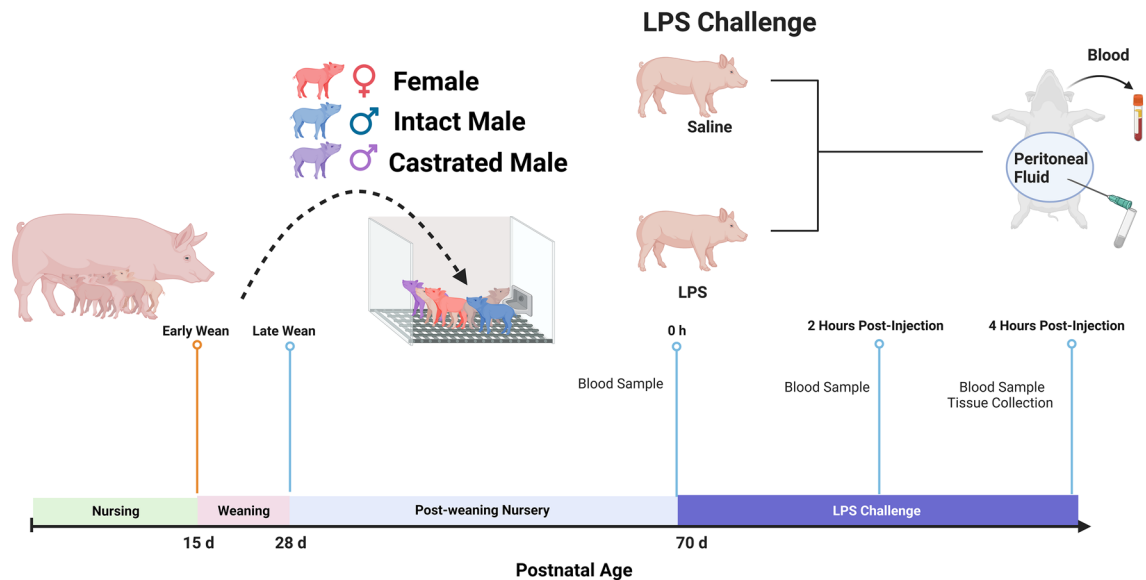 LPS Challenge
Female
Intact Male
Castrated Male
Saline
LPS
Blood
Peritoneal
Fluid
Early Wean
Late Wean
0 h
2 Hours Post-Injection
4 Hours Post-Injection
Blood Sample
Blood Sample
Blood Sample
Tissue Collection
Nursing
Weaning
Post-weaning Nursery
LPS Challenge
15 d
28 d
70 d
Postnatal Age